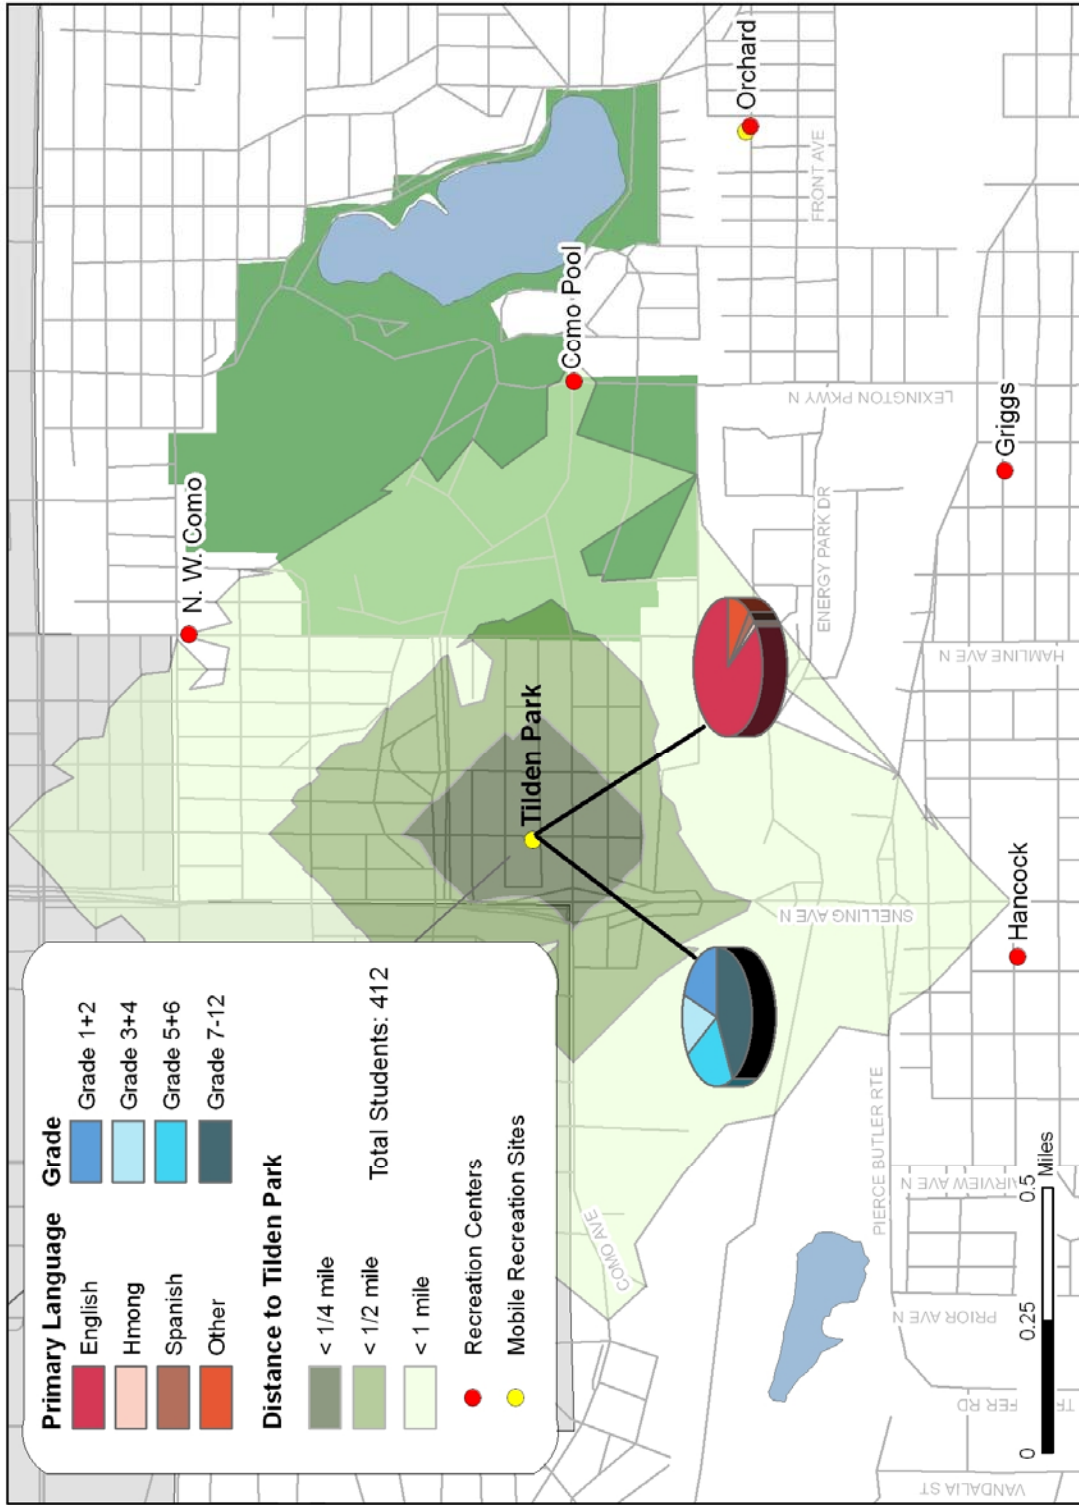 Primary Language
English
Hmong
Spanish
Other
Grade
Grade 1+2
Grade 3+4
Grade 5+6
Grade 7-12
Distance to Tilden Park
< 1/4 mile
< 1/2 mile
< 1 mile
Total Students: 412
Recreation Centers
Mobile Recreation Sites
N. W. Como
Tilden Park
Como Pool
Orchard
Griggs
Hancock
COMO AVE
SNELLING AVE N
HAMLINE AVE N
LEXINGTON PKWY N
ENERGY PARK DR
FRONT AVE
PIERCE BUTLER RTE
AIRVIEW AVE N
PRIOR AVE N
FER RD
VANDALIA ST
0 0.25 0.5
Miles